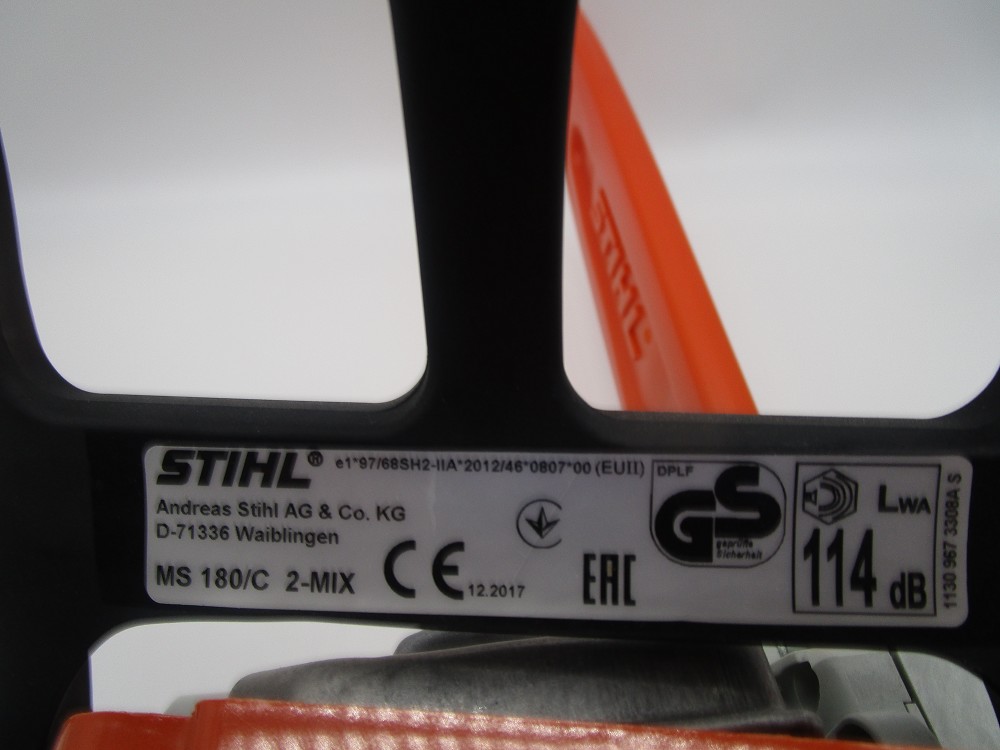 STIHL
STIHL® e1*97/68SH2-IIA*2012/46*0807*00 (EUII)
Andreas Stihl AG & Co. KG
D-71336 Waiblingen
MS 180/C 2-MIX
CE 12.2017
EAC
DPLF
GS
geprüfte
Sicherheit
LWA
114 dB
1130 967 3308A S